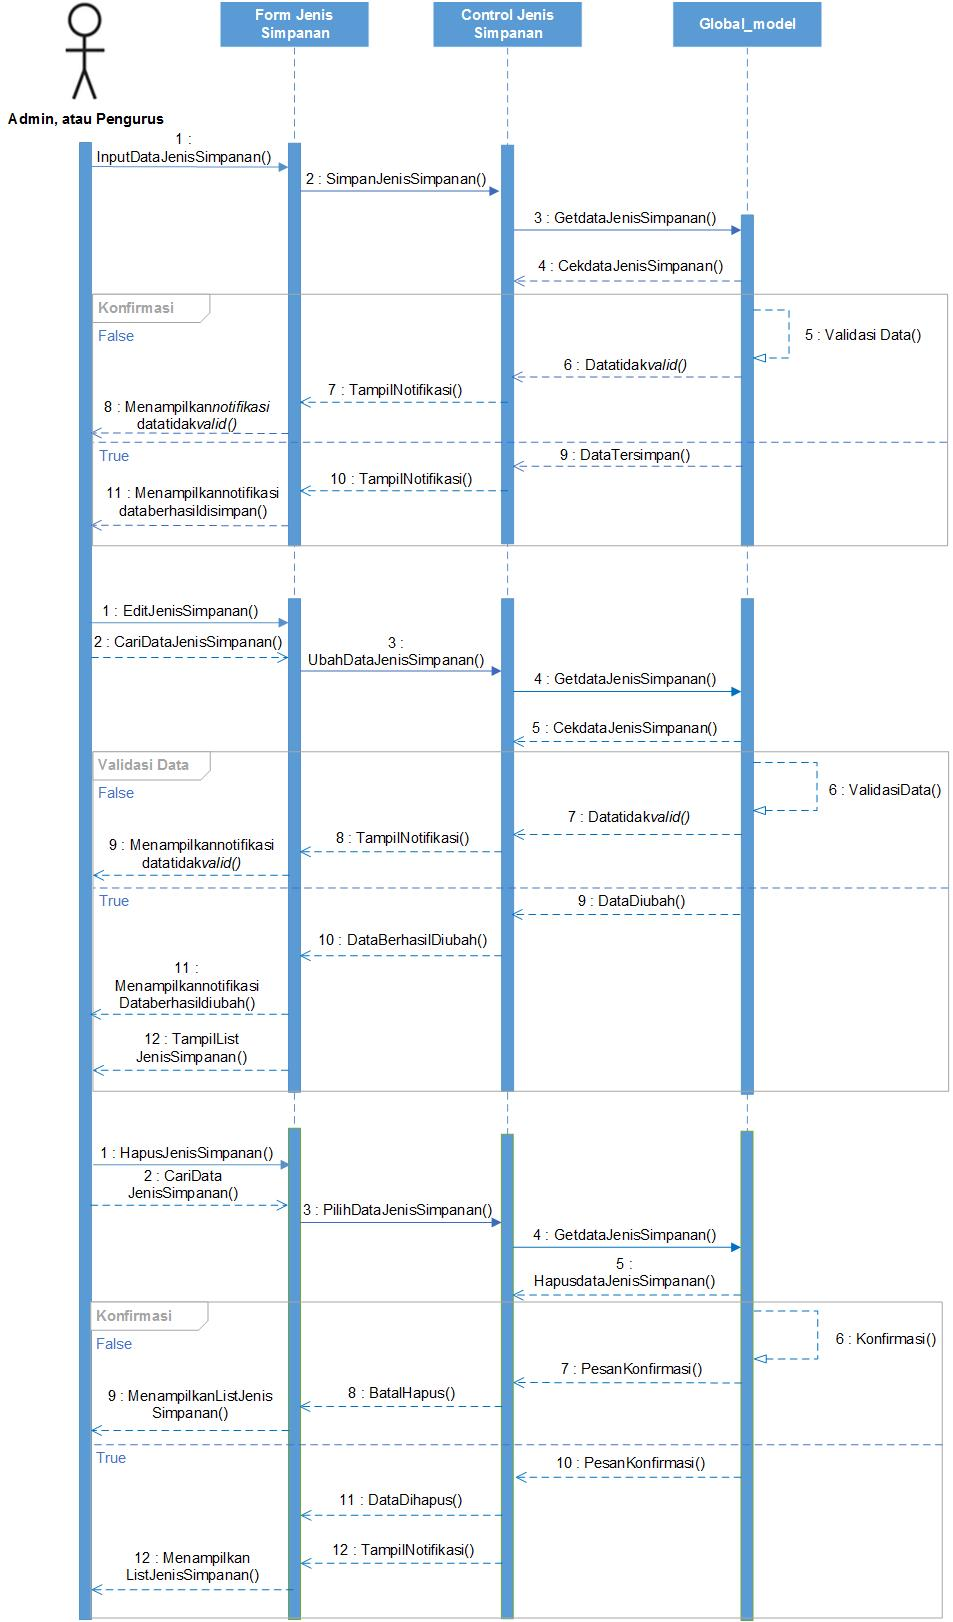 Form Jenis
Simpanan
Control Jenis
Simpanan
Global_model
Admin, atau Pengurus
1 :
InputDataJenisSimpanan()
2 : SimpanJenisSimpanan()
3 : GetdataJenisSimpanan()
4 : CekdataJenisSimpanan()
Konfirmasi
False
5 : Validasi Data()
6 : Datatidakvalid()
7 : TampilNotifikasi()
8 : Menampilkannotifikasi
datatidakvalid()
True
9 : DataTersimpan()
10 : TampilNotifikasi()
11 : Menampilkannotifikasi
databerhasildisimpan()
1 : EditJenisSimpanan()
2 : CariDataJenisSimpanan()
3 :
UbahDataJenisSimpanan()
4 : GetdataJenisSimpanan()
5 : CekdataJenisSimpanan()
Validasi Data
False
6 : ValidasiData()
7 : Datatidakvalid()
8 : TampilNotifikasi()
9 : Menampilkannotifikasi
datatidakvalid()
True
9 : DataDiubah()
10 : DataBerhasilDiubah()
11 :
Menampilkannotifikasi
Databerhasildiubah()
12 : TampilList
JenisSimpanan()
1 : HapusJenisSimpanan()
2 : CariData
JenisSimpanan()
3 : PilihDataJenisSimpanan()
4 : GetdataJenisSimpanan()
5 :
HapusdataJenisSimpanan()
Konfirmasi
False
6 : Konfirmasi()
7 : PesanKonfirmasi()
8 : BatalHapus()
9 : MenampilkanListJenis
Simpanan()
True
10 : PesanKonfirmasi()
11 : DataDihapus()
12 : TampilNotifikasi()
12 : Menampilkan
ListJenisSimpanan()